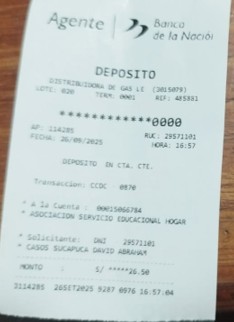 Agente Banco de la Nación
DEPOSITO
DISTRIBUIDORA DE GAS LI (2015079)
LOTE: 020 TERM: 0001 REF: 485881
************0000
AP: 114285 RUC: 29571101
FECHA: 26/09/2025 HORA: 16:57
DEPOSITO EN CTA. CTE.
Transaccion: CCDC 0870
* A la Cuenta : 00015066784
* ASOCIACION SERVICIO EDUCACIONAL HOGAR
* Solicitante: DNI 29571101
* CASOS SUCAPUCA DAVID ABRAHAM
MONTO : S/ *****26.50
3114285 26SET2025 9287 0976 16:57:04